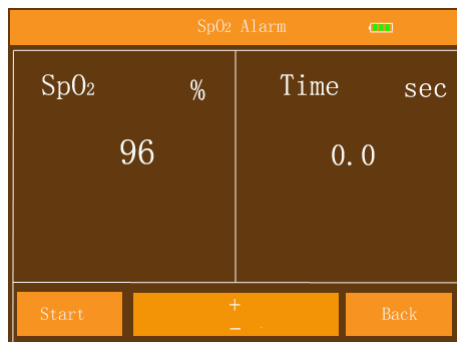 SpO₂ Alarm
SpO₂ % Time sec
96 0.0
+
Start Back
−